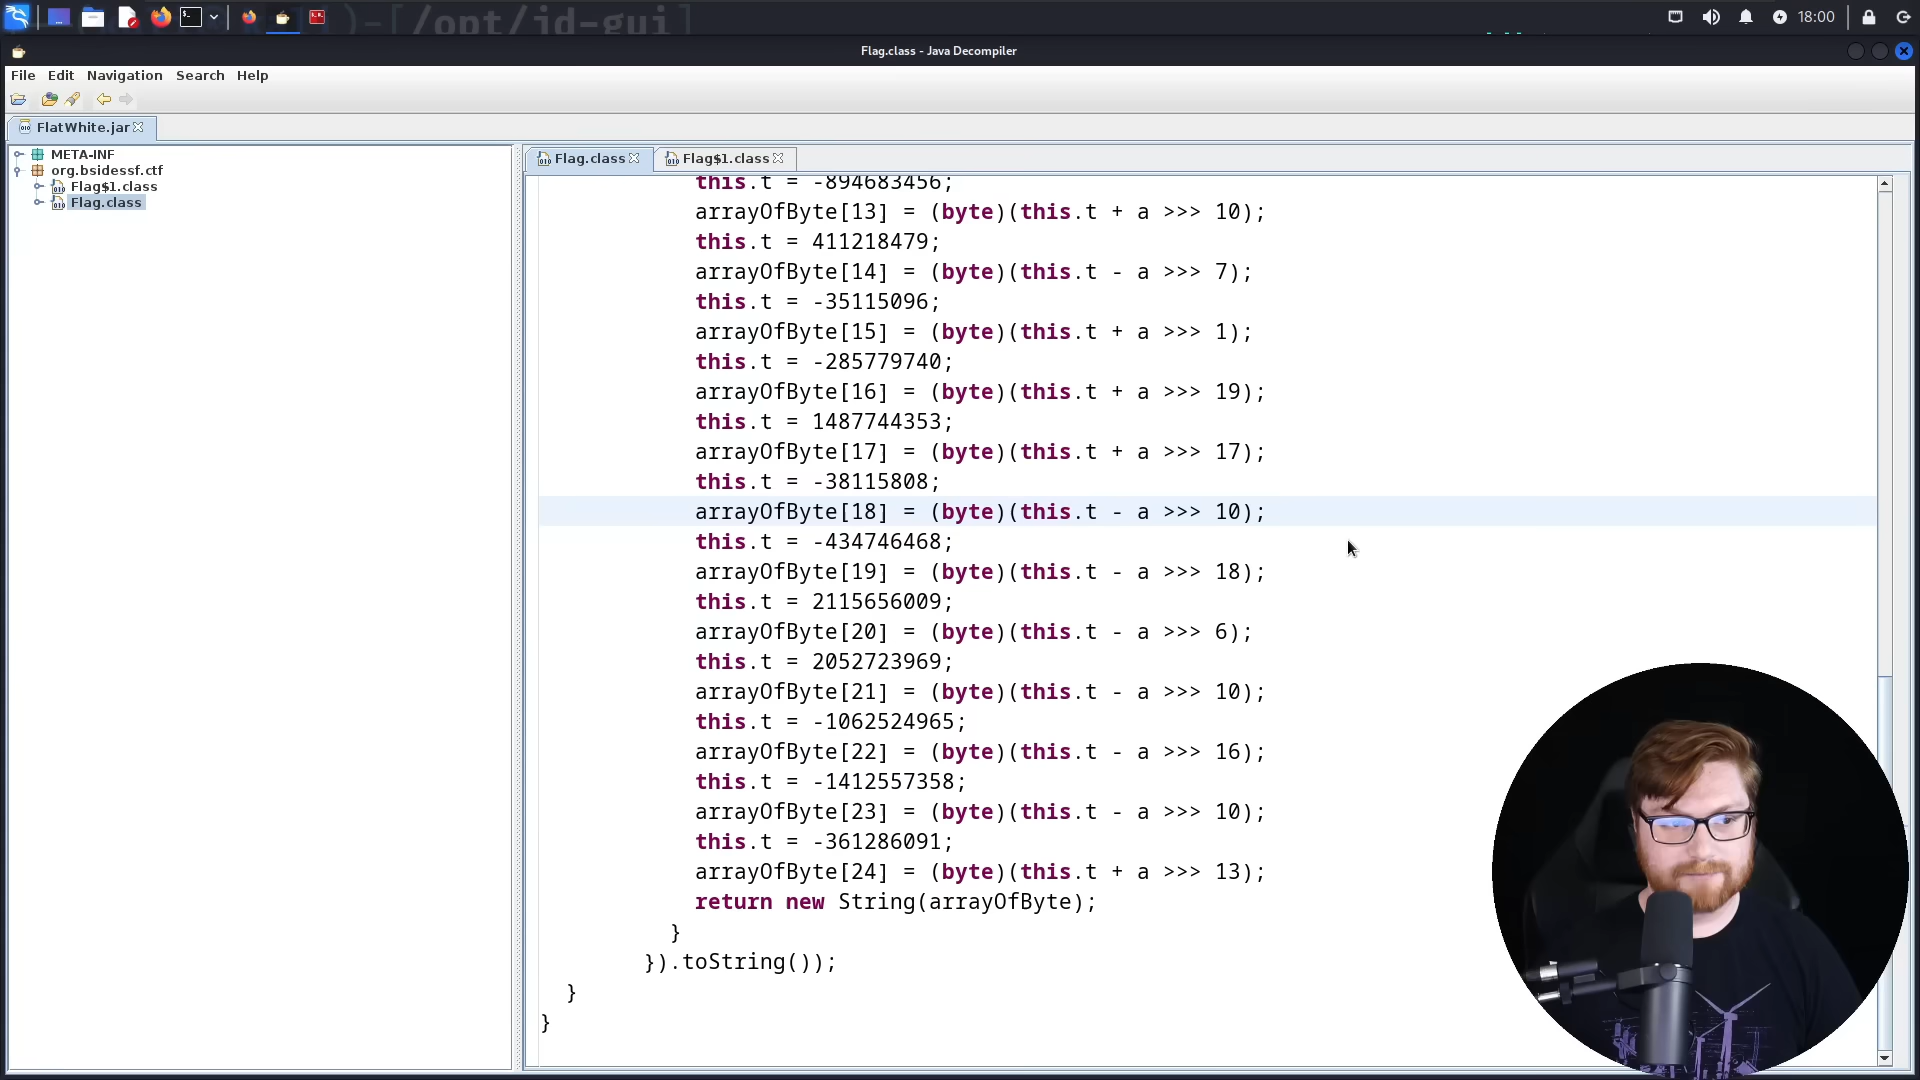 )-[/opt/jd-gui]
18:00
Flag.class - Java Decompiler
File Edit Navigation Search Help
FlatWhite.jar
META-INF
org.bsidessf.ctf
Flag$1.class
Flag.class
Flag.class Flag$1.class
this.t = -894683456;
arrayOfByte[13] = (byte)(this.t + a >>> 10);
this.t = 411218479;
arrayOfByte[14] = (byte)(this.t - a >>> 7);
this.t = -35115096;
arrayOfByte[15] = (byte)(this.t + a >>> 1);
this.t = -285779740;
arrayOfByte[16] = (byte)(this.t + a >>> 19);
this.t = 1487744353;
arrayOfByte[17] = (byte)(this.t + a >>> 17);
this.t = -38115808;
arrayOfByte[18] = (byte)(this.t - a >>> 10);
this.t = -434746468;
arrayOfByte[19] = (byte)(this.t - a >>> 18);
this.t = 2115656009;
arrayOfByte[20] = (byte)(this.t - a >>> 6);
this.t = 2052723969;
arrayOfByte[21] = (byte)(this.t - a >>> 10);
this.t = -1062524965;
arrayOfByte[22] = (byte)(this.t - a >>> 16);
this.t = -1412557358;
arrayOfByte[23] = (byte)(this.t - a >>> 10);
this.t = -361286091;
arrayOfByte[24] = (byte)(this.t + a >>> 13);
return new String(arrayOfByte);
}
}).toString());
}
}